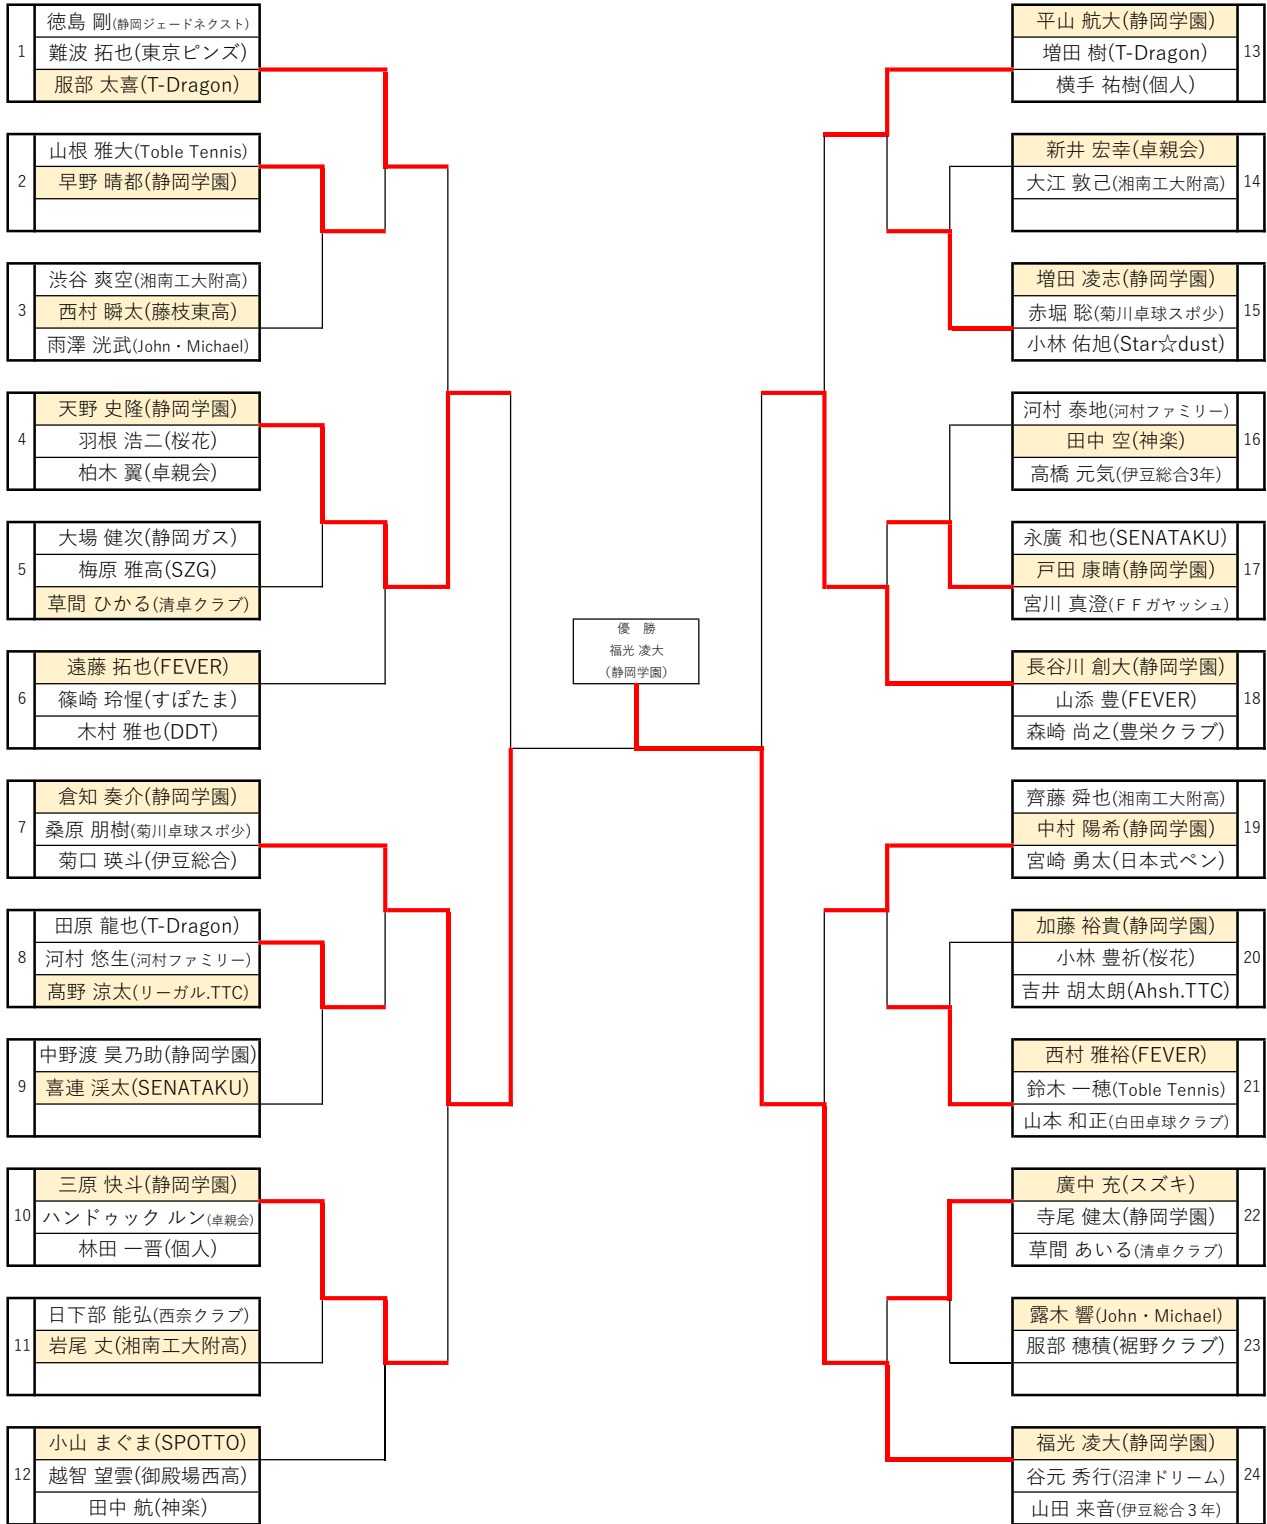 1
徳島 剛(静岡ジェードネクスト)
難波 拓也(東京ピンズ)
服部 太喜(T-Dragon)
2
山根 雅大(Toble Tennis)
早野 晴都(静岡学園)
3
渋谷 爽空(湘南工大附高)
西村 瞬太(藤枝東高)
雨澤 洸武(John・Michael)
4
天野 史隆(静岡学園)
羽根 浩二(桜花)
柏木 翼(卓親会)
5
大場 健次(静岡ガス)
梅原 雅高(SZG)
草間 ひかる(清卓クラブ)
6
遠藤 拓也(FEVER)
篠崎 玲惺(すぽたま)
木村 雅也(DDT)
7
倉知 奏介(静岡学園)
桑原 朋樹(菊川卓球スポ少)
菊口 瑛斗(伊豆総合)
8
田原 龍也(T-Dragon)
河村 悠生(河村ファミリー)
髙野 涼太(リーガル.TTC)
9
中野渡 昊乃助(静岡学園)
喜連 渓太(SENATAKU)
10
三原 快斗(静岡学園)
ハンドゥック ルン(卓親会)
林田 一晋(個人)
11
日下部 能弘(西奈クラブ)
岩尾 丈(湘南工大附高)
12
小山 まぐま(SPOTTO)
越智 望雲(御殿場西高)
田中 航(神楽)
優 勝
福光 凌大
(静岡学園)
平山 航大(静岡学園)
増田 樹(T-Dragon)
横手 祐樹(個人)
13
新井 宏幸(卓親会)
大江 敦己(湘南工大附高)
14
増田 凌志(静岡学園)
赤堀 聡(菊川卓球スポ少)
小林 佑旭(Star☆dust)
15
河村 泰地(河村ファミリー)
田中 空(神楽)
高橋 元気(伊豆総合3年)
16
永廣 和也(SENATAKU)
戸田 康晴(静岡学園)
宮川 真澄(ＦＦガヤッシュ)
17
長谷川 創大(静岡学園)
山添 豊(FEVER)
森崎 尚之(豊栄クラブ)
18
齊藤 舜也(湘南工大附高)
中村 陽希(静岡学園)
宮崎 勇太(日本式ペン)
19
加藤 裕貴(静岡学園)
小林 豊祈(桜花)
吉井 胡太朗(Ahsh.TTC)
20
西村 雅裕(FEVER)
鈴木 一穂(Toble Tennis)
山本 和正(白田卓球クラブ)
21
廣中 充(スズキ)
寺尾 健太(静岡学園)
草間 あいる(清卓クラブ)
22
露木 響(John・Michael)
服部 穂積(裾野クラブ)
23
福光 凌大(静岡学園)
谷元 秀行(沼津ドリーム)
山田 来音(伊豆総合３年)
24